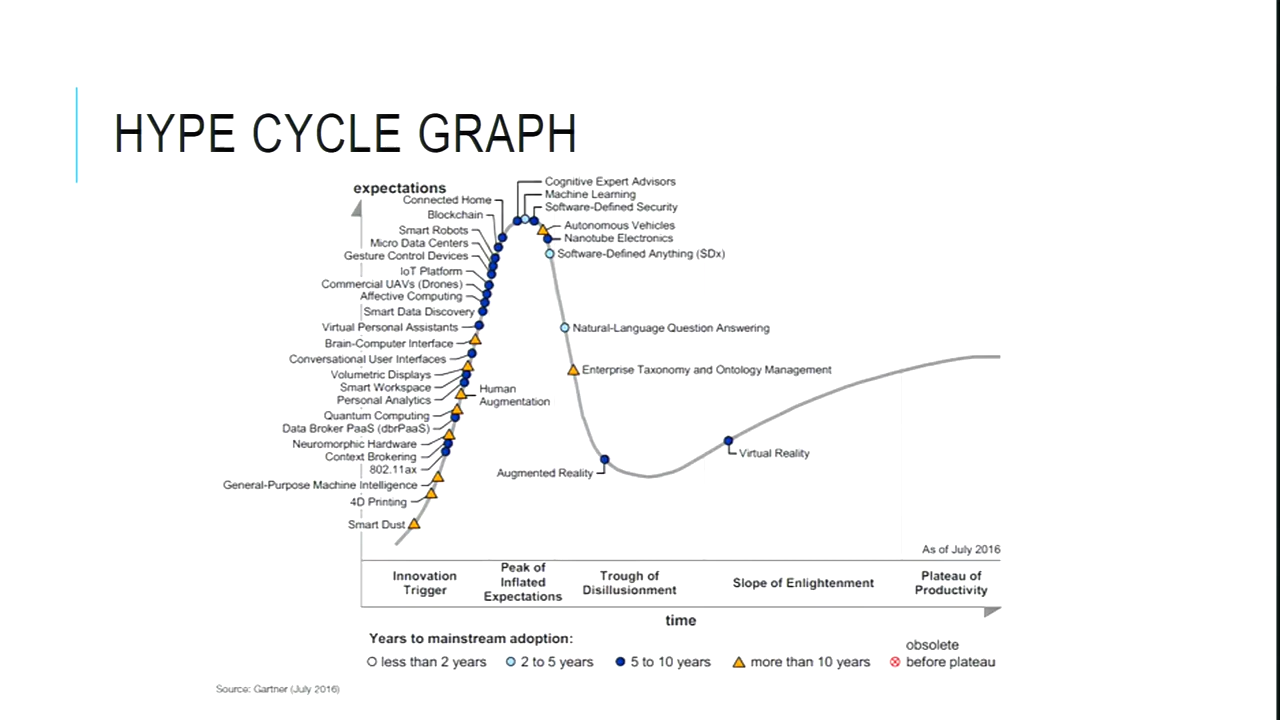 HYPE CYCLE GRAPH
expectations
Connected Home
Blockchain
Smart Robots
Micro Data Centers
Gesture Control Devices
IoT Platform
Commercial UAVs (Drones)
Affective Computing
Smart Data Discovery
Virtual Personal Assistants
Brain-Computer Interface
Conversational User Interfaces
Volumetric Displays
Smart Workspace
Personal Analytics
Quantum Computing
Data Broker PaaS (dbrPaaS)
Neuromorphic Hardware
Context Brokering
802.11ax
General-Purpose Machine Intelligence
4D Printing
Smart Dust
Human
Augmentation
Cognitive Expert Advisors
Machine Learning
Software-Defined Security
Autonomous Vehicles
Nanotube Electronics
Software-Defined Anything (SDx)
Natural-Language Question Answering
Enterprise Taxonomy and Ontology Management
Augmented Reality
Virtual Reality
As of July 2016
Innovation
Trigger
Peak of
Inflated
Expectations
Trough of
Disillusionment
Slope of Enlightenment
Plateau of
Productivity
time
Years to mainstream adoption:
less than 2 years
2 to 5 years
5 to 10 years
more than 10 years
obsolete
before plateau
Source: Gartner (July 2016)